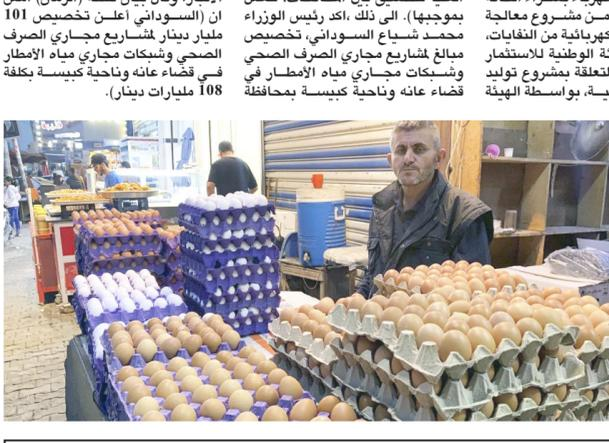 مشروع معالجة
كهربائية من النفايات،
الوطنية للاستثمار
بمشروع توليد
بواسطة الهيئة
بموجبها). الى ذلك ،اكد رئيس الوزراء
محمد شياع السوداني، تخصيص
مبالغ لمشاريع مجاري الصرف الصحي
وشبكات مجاري مياه الأمطار في
قضاء عانه وناحية كبيسة بمحافظة
ان (السوداني أعلن تخصيص 101
مليار دينار لمشاريع مجاري الصرف
الصحي وشبكات مجاري مياه الأمطار
في قضاء عانه وناحية كبيسة بكلفة
108 مليارات دينار).